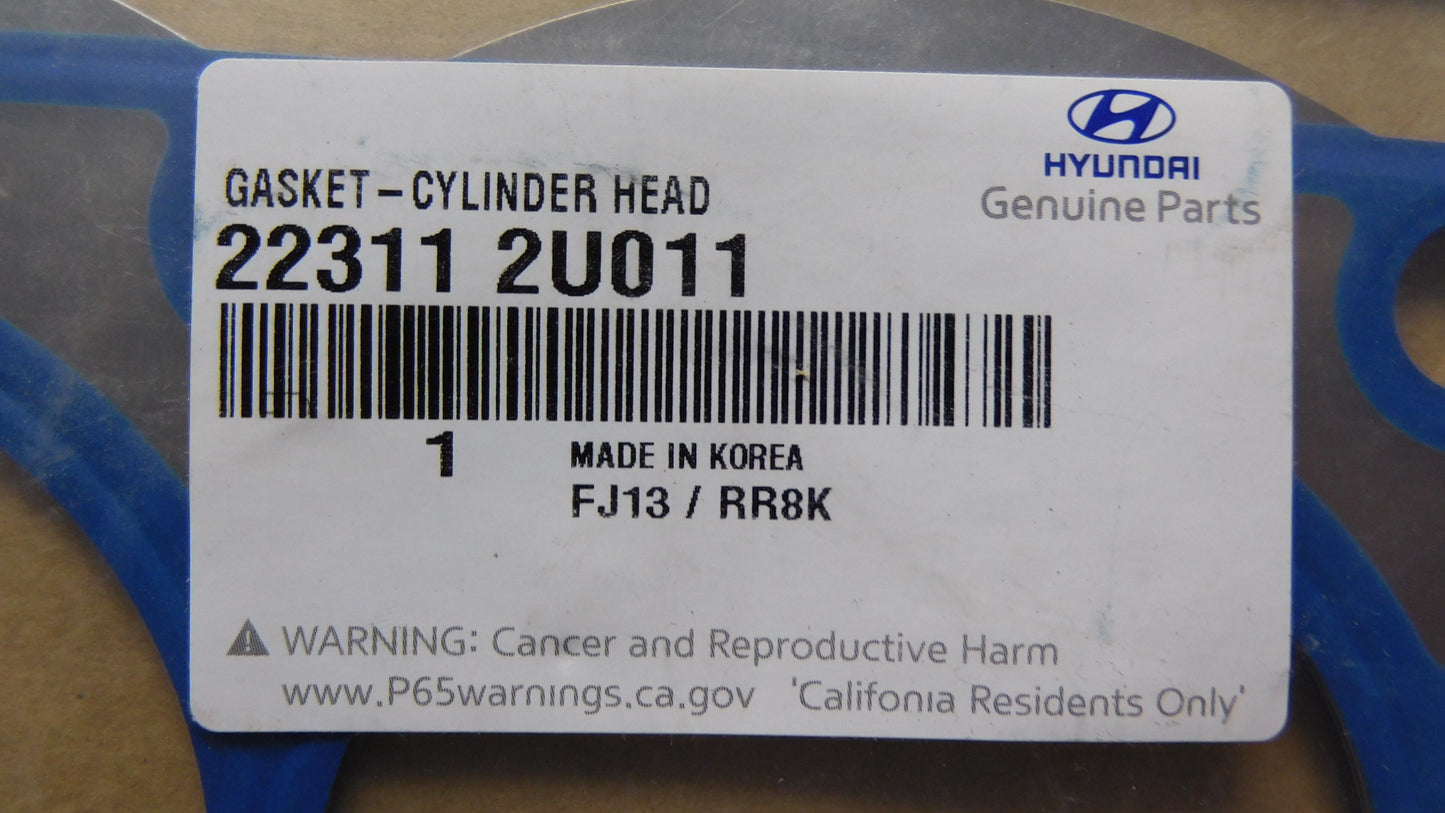 HYUNDAI
Genuine Parts
GASKET-CYLINDER HEAD
22311 2U011
1
MADE IN KOREA
FJ13 / RR8K
WARNING: Cancer and Reproductive Harm
www.P65warnings.ca.gov 'Califonia Residents Only'